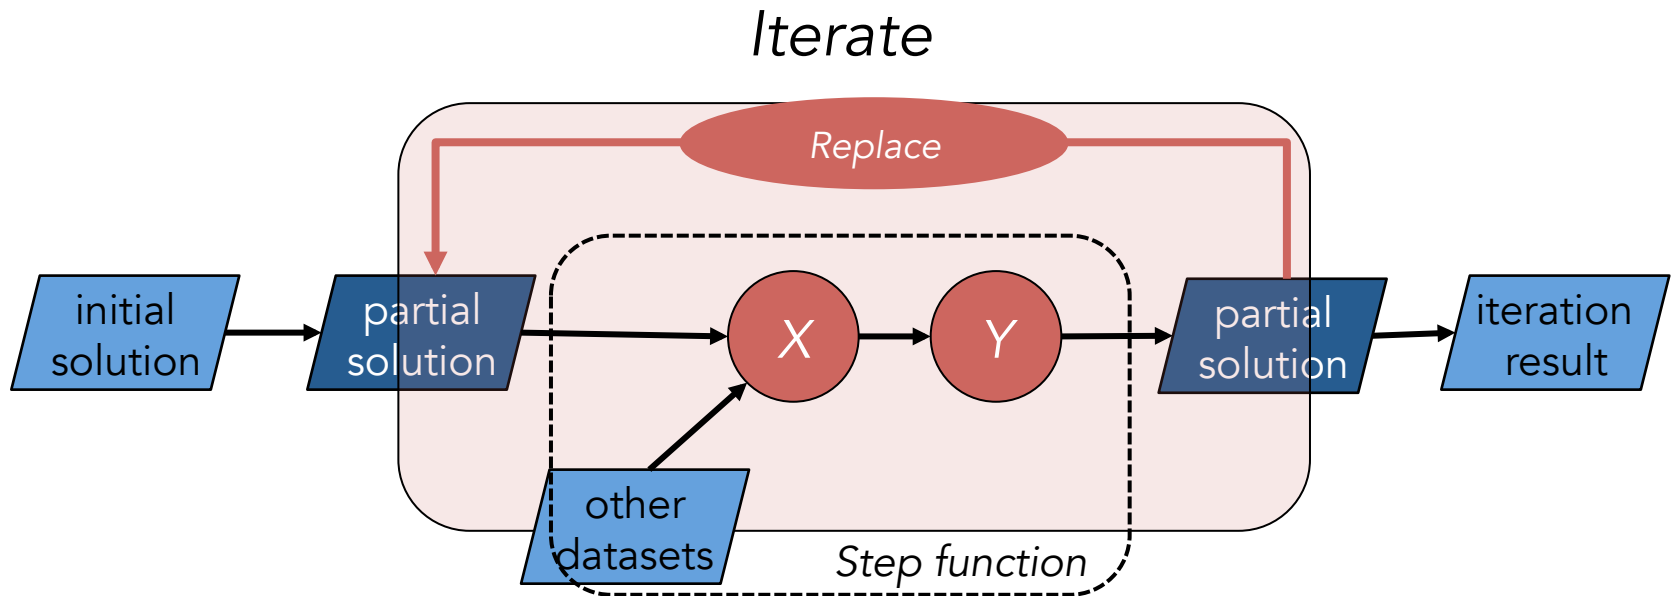 Iterate
Replace
initial
solution
partial
solution
X
Y
partial
solution
iteration
result
other
datasets
Step function